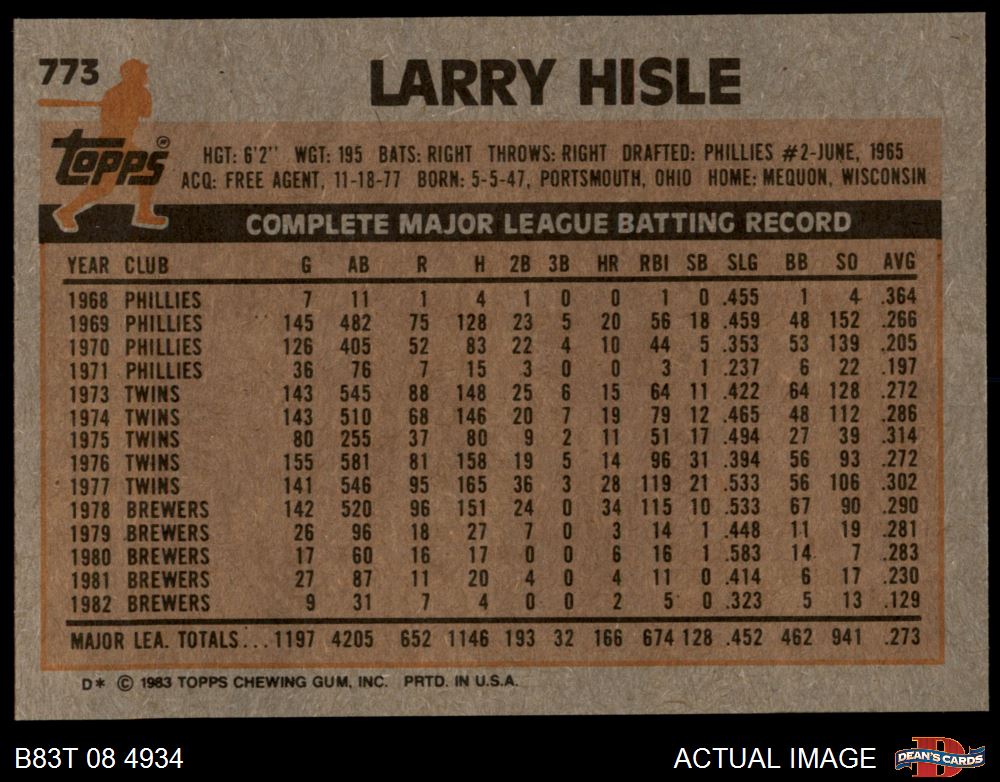 773
LARRY HISLE
Topps®
HGT: 6'2" WGT: 195 BATS: RIGHT THROWS: RIGHT DRAFTED: PHILLIES #2-JUNE, 1965
ACQ: FREE AGENT, 11-18-77 BORN: 5-5-47, PORTSMOUTH, OHIO HOME: MEQUON, WISCONSIN
COMPLETE MAJOR LEAGUE BATTING RECORD
YEAR CLUB G AB R H 2B 3B HR RBI SB SLG BB SO AVG
1968 PHILLIES 7 11 1 4 1 0 0 1 0 .455 1 4 .364
1969 PHILLIES 145 482 75 128 23 5 20 56 18 .459 48 152 .266
1970 PHILLIES 126 405 52 83 22 4 10 44 5 .353 53 139 .205
1971 PHILLIES 36 76 7 15 3 0 0 3 1 .237 6 22 .197
1973 TWINS 143 545 88 148 25 6 15 64 11 .422 64 128 .272
1974 TWINS 143 510 68 146 20 7 19 79 12 .465 48 112 .286
1975 TWINS 80 255 37 80 9 2 11 51 17 .494 27 39 .314
1976 TWINS 155 581 81 158 19 5 14 96 31 .394 56 93 .272
1977 TWINS 141 546 95 165 36 3 28 119 21 .533 56 106 .302
1978 BREWERS 142 520 96 151 24 0 34 115 10 .533 67 90 .290
1979 BREWERS 26 96 18 27 7 0 3 14 1 .448 11 19 .281
1980 BREWERS 17 60 16 17 0 0 6 16 1 .583 14 7 .283
1981 BREWERS 27 87 11 20 4 0 4 11 0 .414 6 17 .230
1982 BREWERS 9 31 7 4 0 0 2 5 0 .323 5 13 .129
MAJOR LEA. TOTALS... 1197 4205 652 1146 193 32 166 674 128 .452 462 941 .273
D* © 1983 TOPPS CHEWING GUM, INC. PRTD. IN U.S.A.
B83T 08 4934
ACTUAL IMAGE
D
DEAN'S CARDS